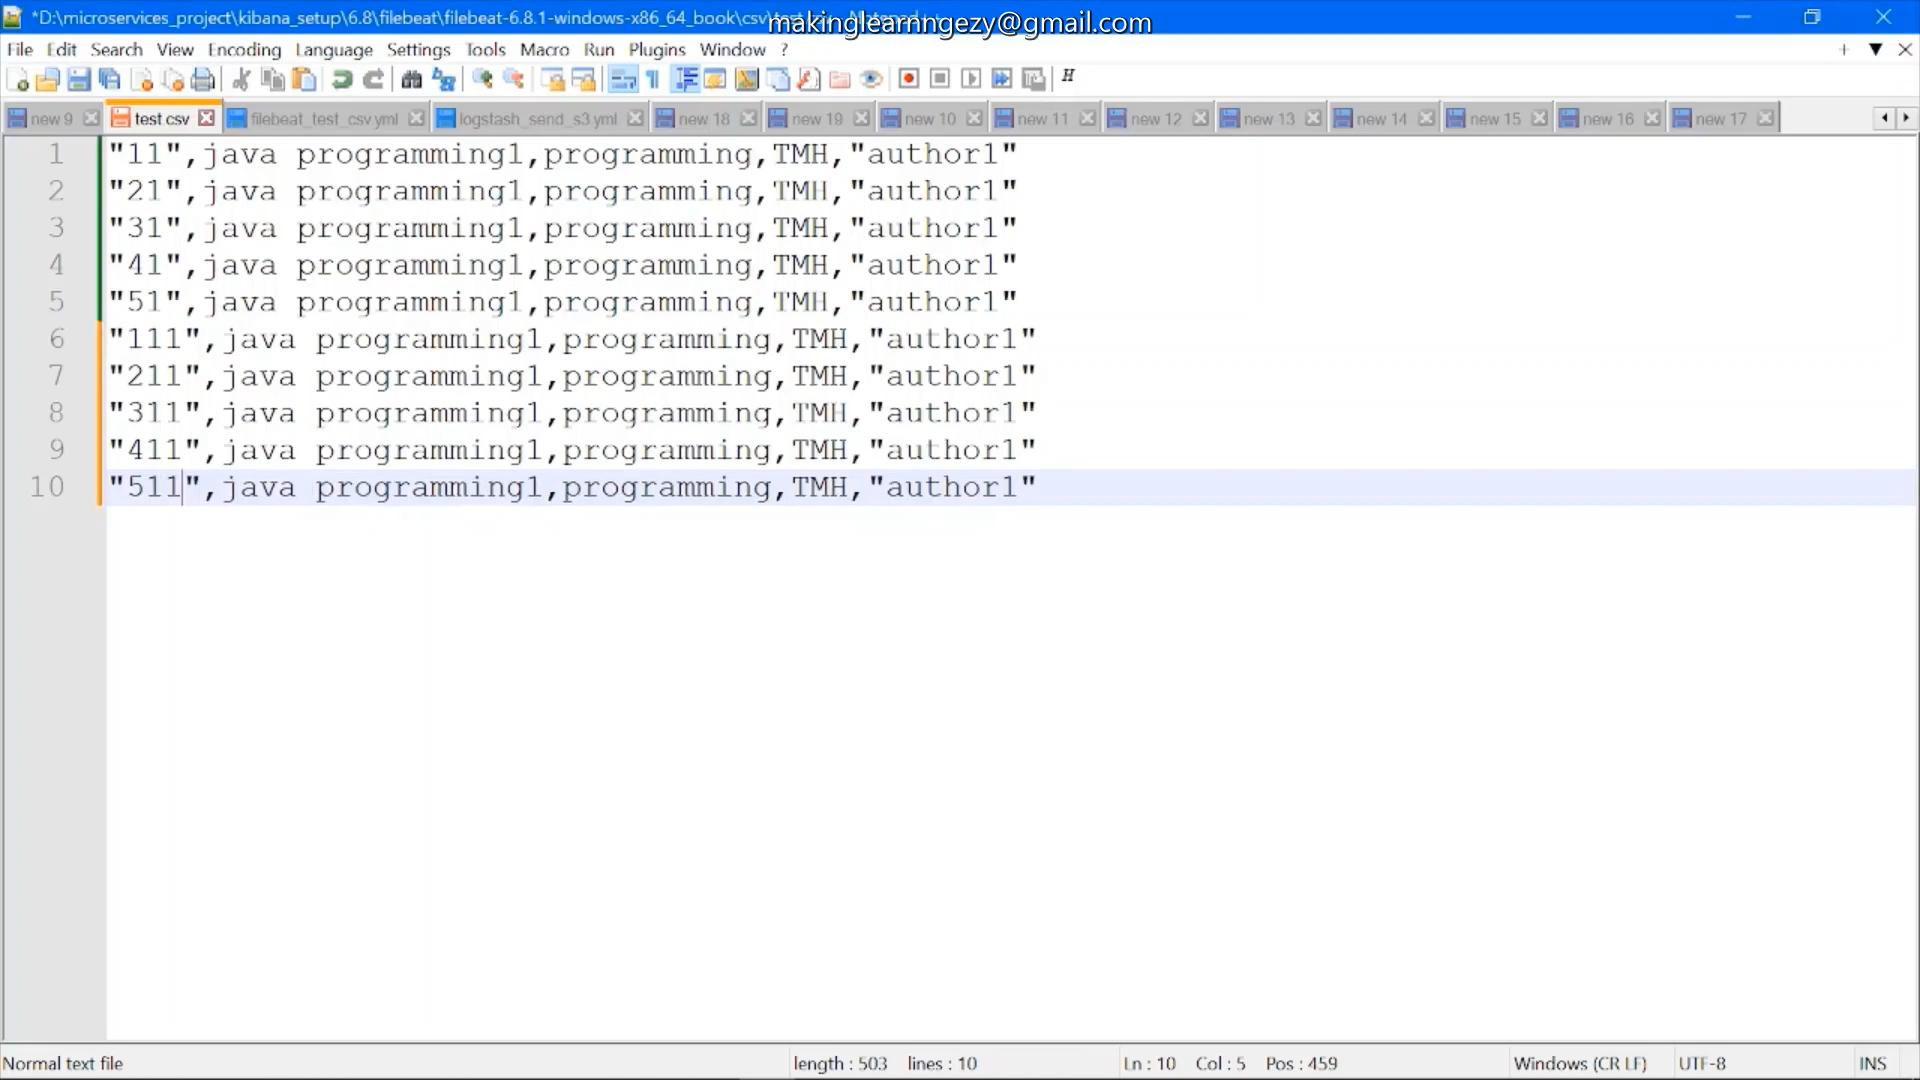 *D:\microservices_project\kibana_setup\6.8\filebeat\filebeat-6.8.1-windows-x86_64_book\csv\
makinglearnngezy@gmail.com
File Edit Search View Encoding Language Settings Tools Macro Run Plugins Window ?
new 9 test.csv filebeat_test_csv.yml logstash_send_s3.yml new 18 new 19 new 10 new 11 new 12 new 13 new 14 new 15 new 16 new 17
1 "11",java programming1,programming,TMH,"author1"
2 "21",java programming1,programming,TMH,"author1"
3 "31",java programming1,programming,TMH,"author1"
4 "41",java programming1,programming,TMH,"author1"
5 "51",java programming1,programming,TMH,"author1"
6 "111",java programming1,programming,TMH,"author1"
7 "211",java programming1,programming,TMH,"author1"
8 "311",java programming1,programming,TMH,"author1"
9 "411",java programming1,programming,TMH,"author1"
10 "511",java programming1,programming,TMH,"author1"
Normal text file length : 503 lines : 10 Ln : 10 Col : 5 Pos : 459 Windows (CR LF) UTF-8 INS